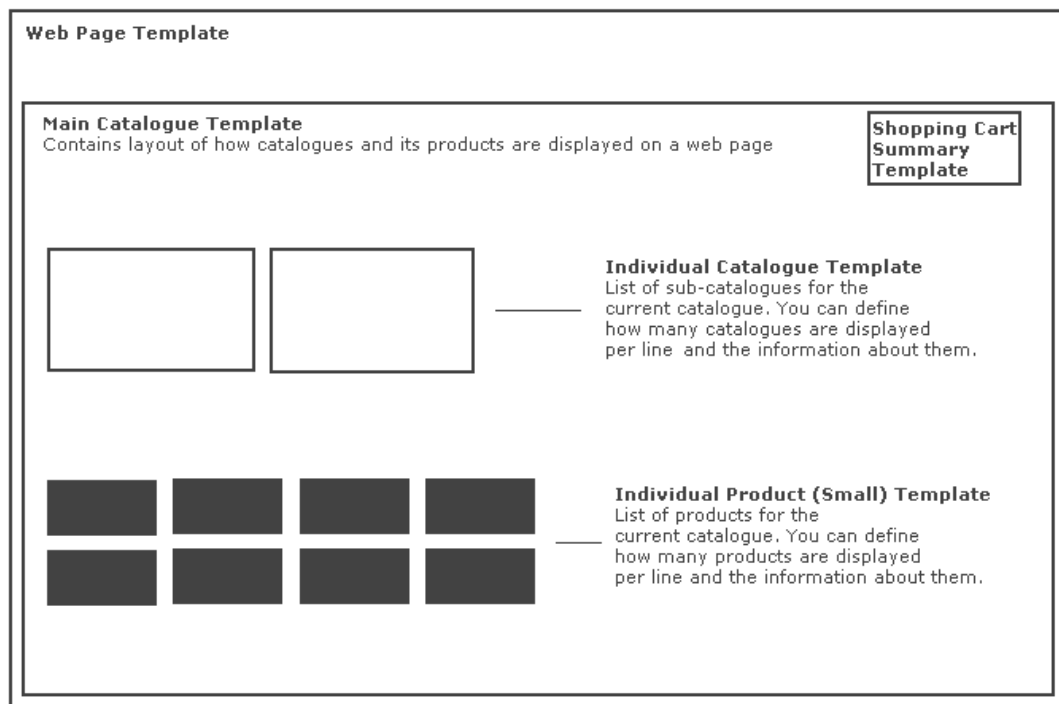 Web Page Template
Main Catalogue Template
Contains layout of how catalogues and its products are displayed on a web page
Shopping Cart
Summary
Template
Individual Catalogue Template
List of sub-catalogues for the
current catalogue. You can define
how many catalogues are displayed
per line and the information about them.
Individual Product (Small) Template
List of products for the
current catalogue. You can define
how many products are displayed
per line and the information about them.